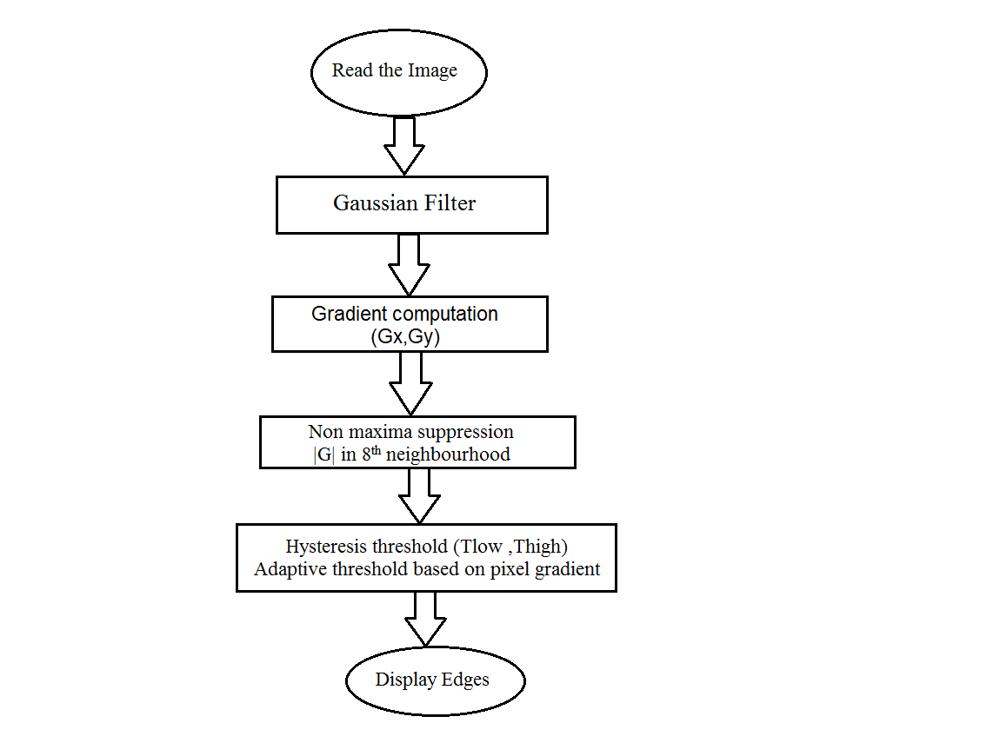 Read the Image
Gaussian Filter
Gradient computation
(Gx,Gy)
Non maxima suppression
|G| in 8th neighbourhood
Hysteresis threshold (Tlow ,Thigh)
Adaptive threshold based on pixel gradient
Display Edges